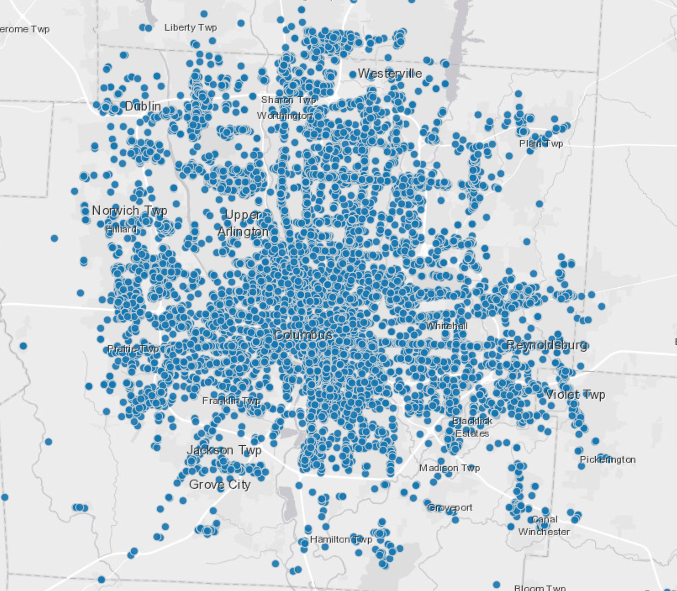 Liberty Twp
erome Twp
Westerville
Sharon Twp
Dublin
Worthington
Plain Twp
Norwich Twp
Upper
Arlington
Hilliard
Whitehall
Columbus
Prairie Twp
Reynoldsburg
Violet Twp
Franklin Twp
Blacklick
Estates
Jackson Twp
Pickerington
Madison Twp
Grove City
Groveport
Canal
Winchester
Hamilton Twp
Bloom Twp